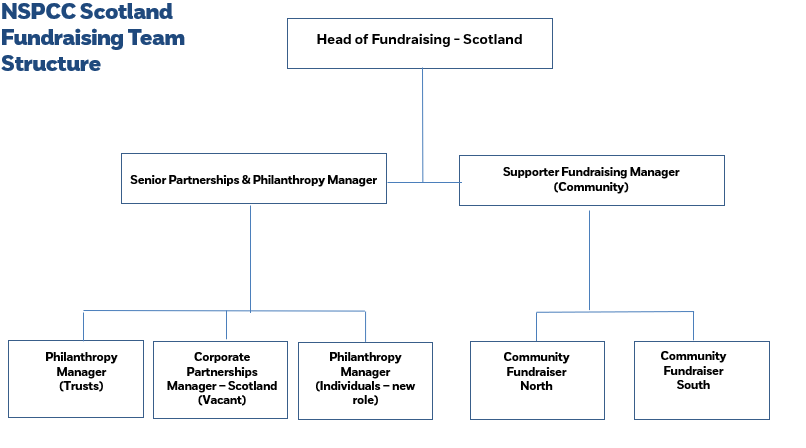 NSPCC Scotland
Fundraising Team
Structure
Head of Fundraising - Scotland
Senior Partnerships & Philanthropy Manager
Supporter Fundraising Manager
(Community)
Philanthropy
Manager
(Trusts)
Corporate
Partnerships
Manager – Scotland
(Vacant)
Philanthropy
Manager
(Individuals – new
role)
Community
Fundraiser
North
Community
Fundraiser
South